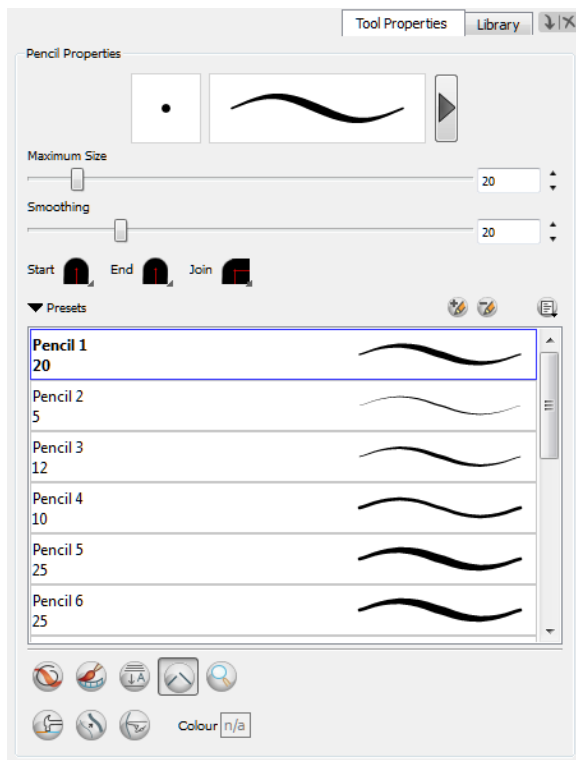 Tool Properties
Library
Pencil Properties
Maximum Size
20
Smoothing
20
Start
End
Join
Presets
Pencil 1
20
Pencil 2
5
Pencil 3
12
Pencil 4
10
Pencil 5
25
Pencil 6
25
A
Colour n/a